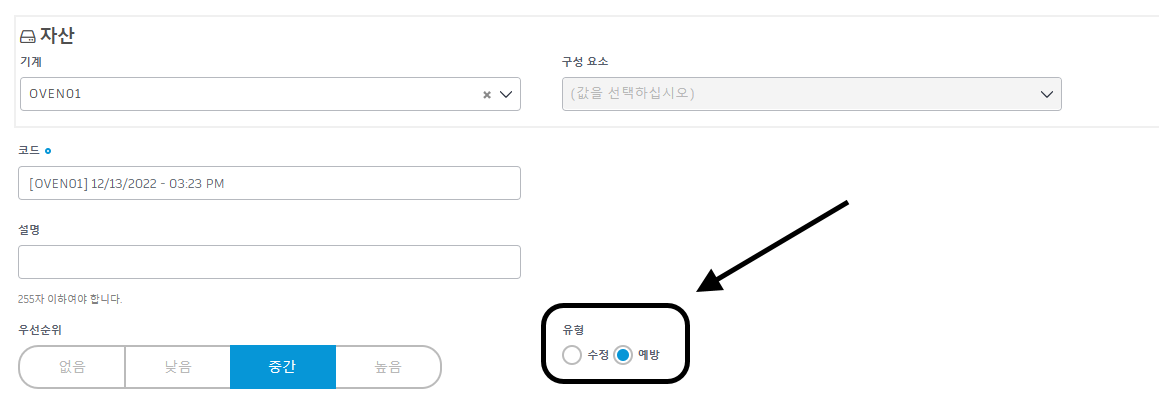 자산
기계
구성 요소
OVEN01
(값을 선택하십시오)
코드
[OVEN01] 12/13/2022 - 03:23 PM
설명
255자 이하여야 합니다.
우선순위
유형
없음
낮음
중간
높음
수정
예방